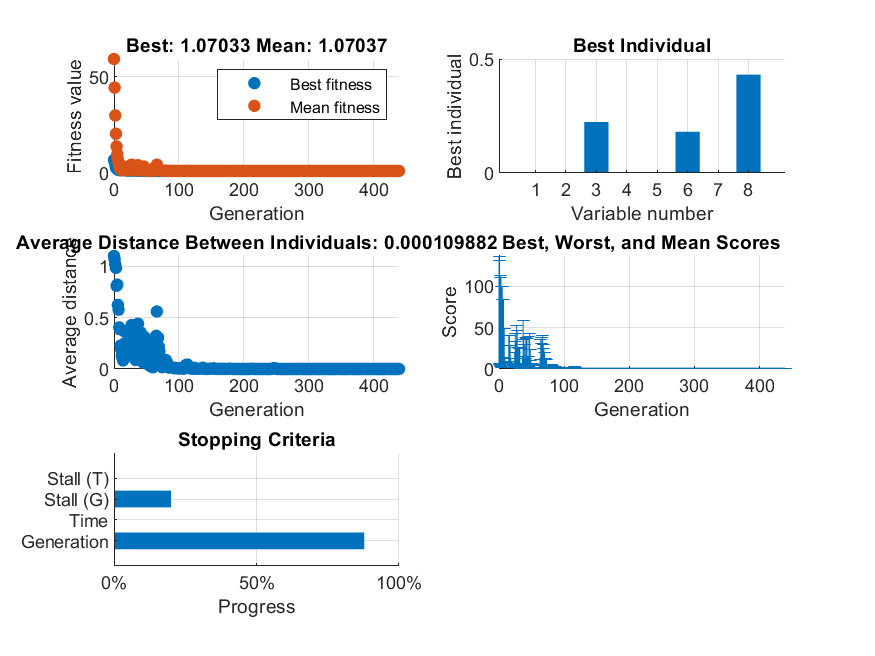 Best: 1.07033 Mean: 1.07037
Fitness value
50
0
Best fitness
Mean fitness
0 100 200 300 400
Generation
Best Individual
Best individual
0.5
0
1 2 3 4 5 6 7 8
Variable number
Average Distance Between Individuals: 0.000109882
Average distance
1
0.5
0
0 100 200 300 400
Generation
Best, Worst, and Mean Scores
Score
100
50
0
0 100 200 300 400
Generation
Stopping Criteria
Stall (T)
Stall (G)
Time
Generation
0% 50% 100%
Progress